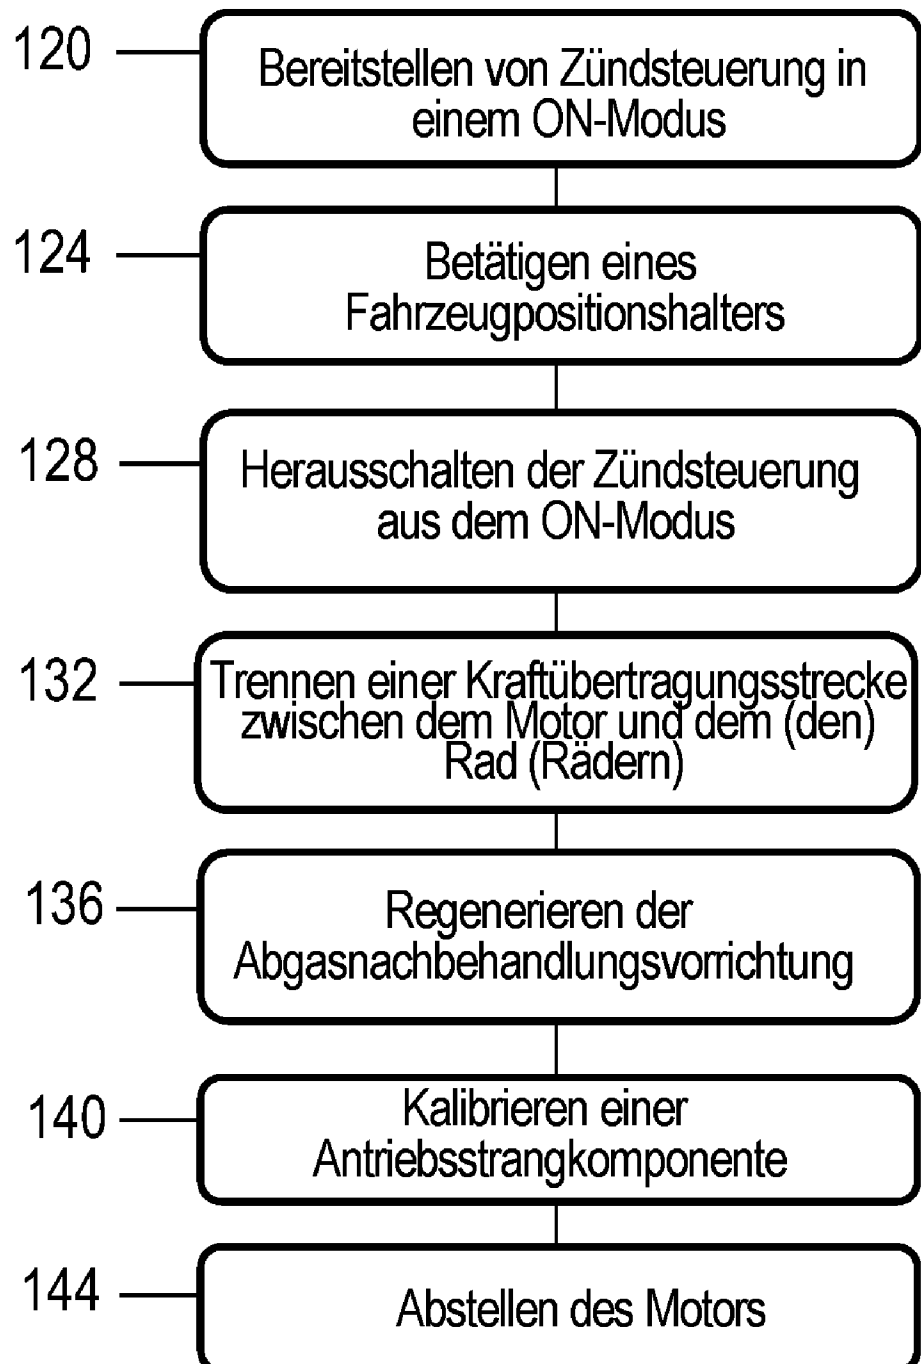 120
Bereitstellen von Zündsteuerung in
einem ON-Modus
124
Betätigen eines
Fahrzeugpositionshalters
128
Herausschalten der Zündsteuerung
aus dem ON-Modus
132
Trennen einer Kraftübertragungsstrecke
zwischen dem Motor und dem (den)
Rad (Rädern)
136
Regenerieren der
Abgasnachbehandlungsvorrichtung
140
Kalibrieren einer
Antriebsstrangkomponente
144
Abstellen des Motors